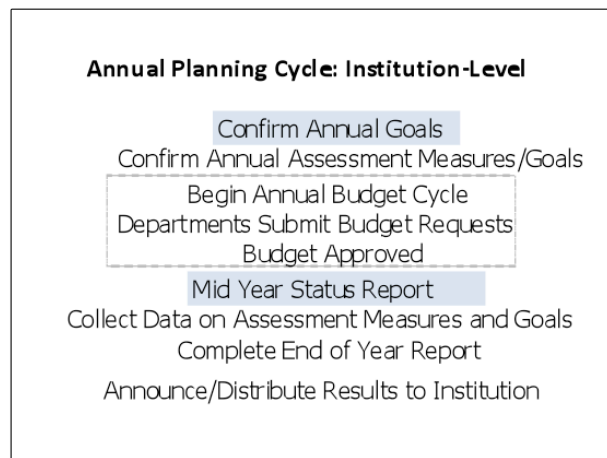 Annual Planning Cycle: Institution-Level
Confirm Annual Goals
Confirm Annual Assessment Measures/Goals
Begin Annual Budget Cycle
Departments Submit Budget Requests
Budget Approved
Mid Year Status Report
Collect Data on Assessment Measures and Goals
Complete End of Year Report
Announce/Distribute Results to Institution